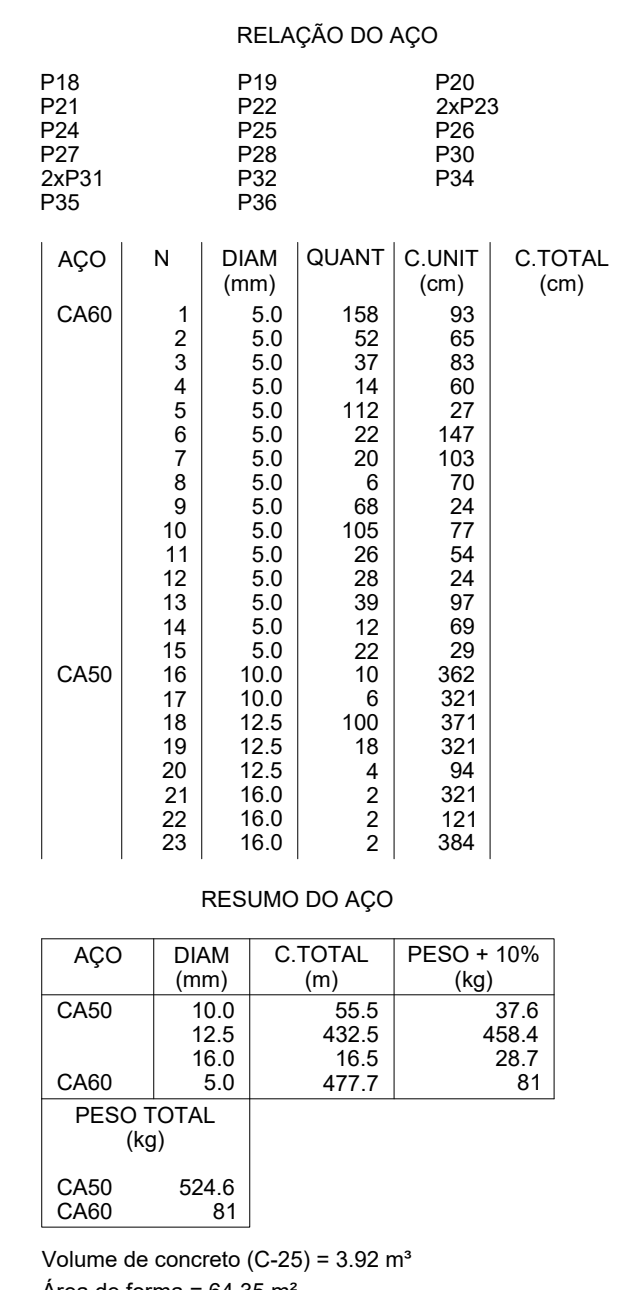 RELAÇÃO DO AÇO
P18 P19 P20
P21 P22 2xP23
P24 P25 P26
P27 P28 P30
2xP31 P32 P34
P35 P36
AÇO N DIAM QUANT C.UNIT C.TOTAL
(mm) (cm) (cm)
CA60 1 5.0 158 93
2 5.0 52 65
3 5.0 37 83
4 5.0 14 60
5 5.0 112 27
6 5.0 22 147
7 5.0 20 103
8 5.0 6 70
9 5.0 68 24
10 5.0 105 77
11 5.0 26 54
12 5.0 28 24
13 5.0 39 97
14 5.0 12 69
15 5.0 22 29
CA50 16 10.0 10 362
17 10.0 6 321
18 12.5 100 371
19 12.5 18 321
20 12.5 4 94
21 16.0 2 321
22 16.0 2 121
23 16.0 2 384
RESUMO DO AÇO
AÇO DIAM C.TOTAL PESO + 10%
(mm) (m) (kg)
CA50 10.0 55.5 37.6
12.5 432.5 458.4
16.0 16.5 28.7
CA60 5.0 477.7 81
PESO TOTAL
(kg)
CA50 524.6
CA60 81
Volume de concreto (C-25) = 3.92 m³
Área de forma = 64.35 m²